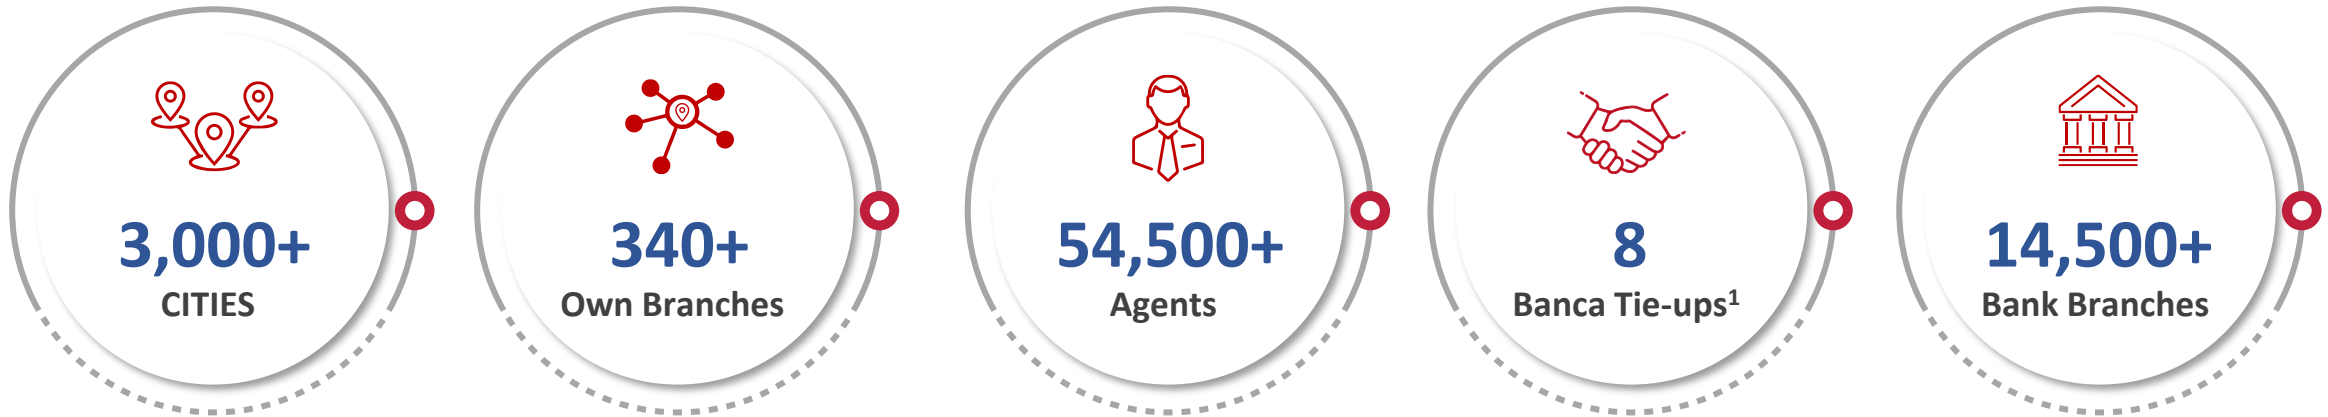 3,000+
CITIES
340+
Own Branches
54,500+
Agents
8
Banca Tie-ups¹
14,500+
Bank Branches